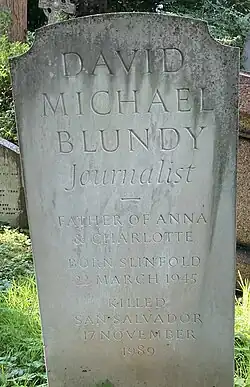 DAVID
MICHAEL
BLUNDY
Journalist
FATHER OF ANNA
& CHARLOTTE
BORN SLINFOLD
22 MARCH 1945
KILLED
SAN SALVADOR
17 NOVEMBER
1989